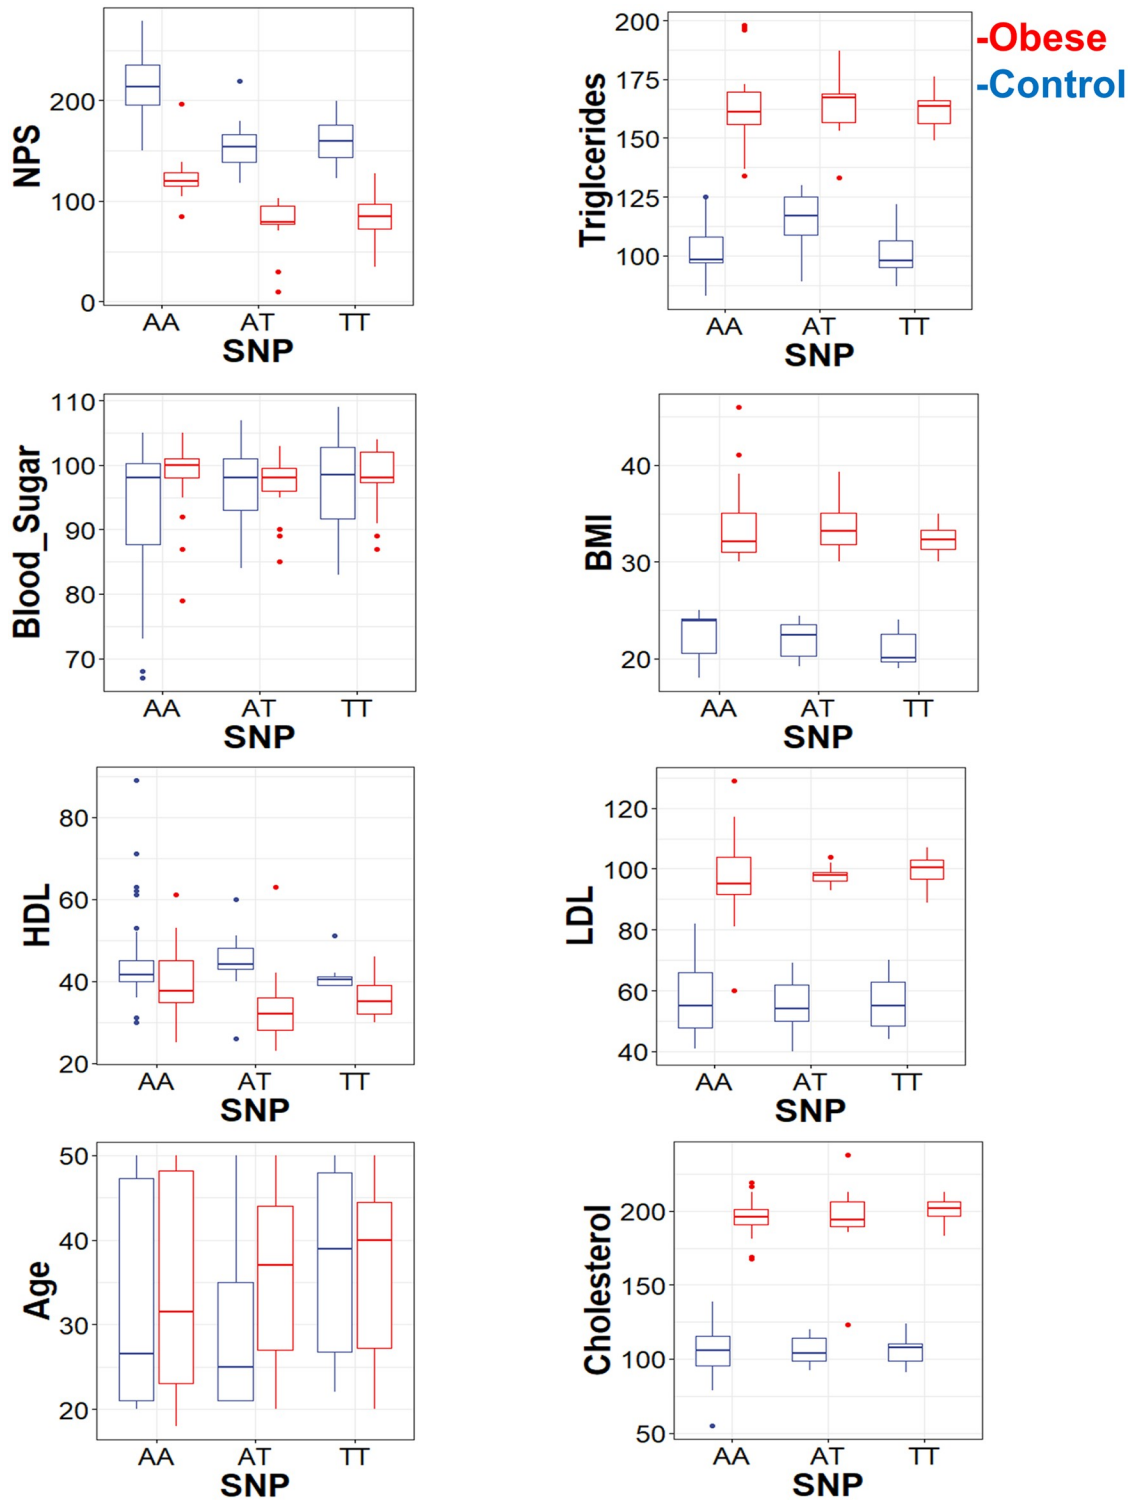 NPS
200
100
0
AA AT TT
SNP
Triglcerides
200
175
150
125
100
AA AT TT
SNP
-Obese
-Control
Blood_Sugar
110
100
90
80
70
AA AT TT
SNP
BMI
40
30
20
AA AT TT
SNP
HDL
80
60
40
20
AA AT TT
SNP
LDL
120
100
80
60
40
AA AT TT
SNP
Age
50
40
30
20
AA AT TT
SNP
Cholesterol
200
150
100
50
AA AT TT
SNP